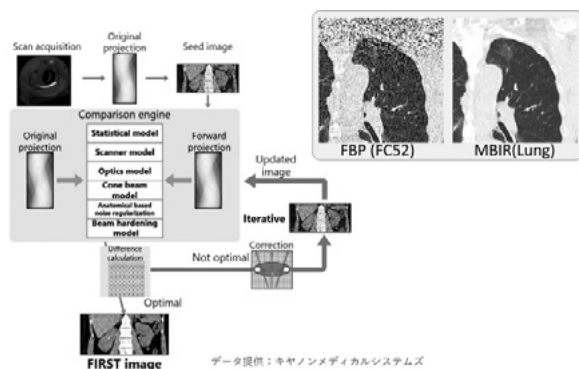 Scan acquisition
Original
projection
Seed image
Comparison engine
Original
projection
Statistical model
Scanner model
Optics model
Cone beam
model
Anatomical based
noise regularization
Beam hardening
model
Forward
projection
Updated
image
Iterative
Difference
calculation
Not optimal
Correction
Optimal
FIRST image
FBP (FC52)
MBIR(Lung)
データ提供：キヤノンメディカルシステムズ